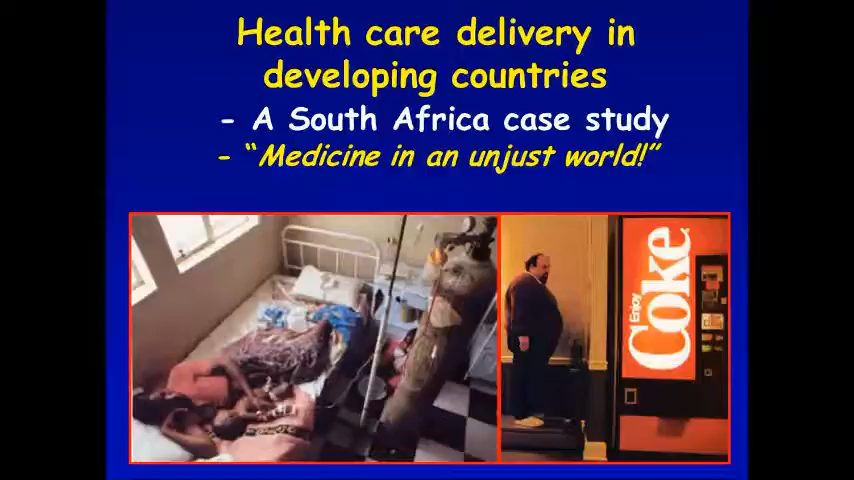 Health care delivery in
developing countries
- A South Africa case study
- “Medicine in an unjust world!”
Enjoy
Coke